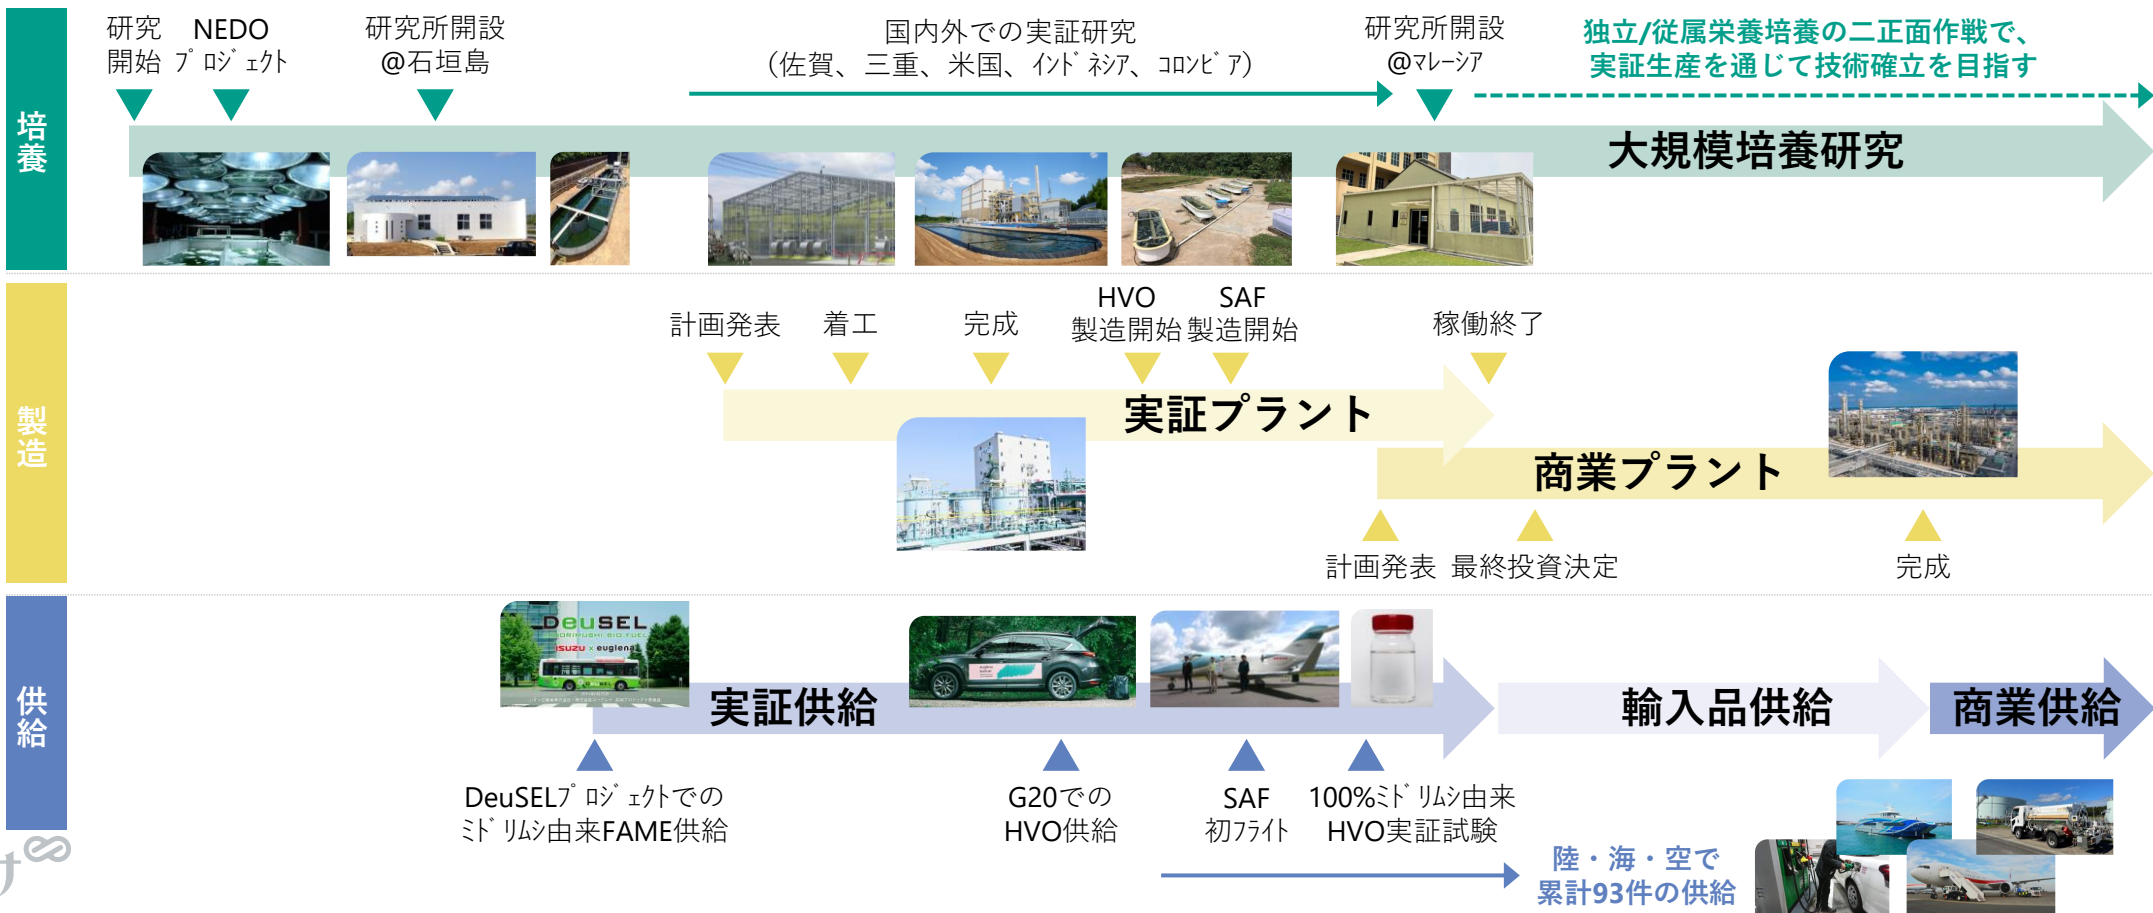 研究
開始
NEDO
プロジェクト
研究所開設
@石垣島
国内外での実証研究
(佐賀、三重、米国、インドネシア、コロンビア)
研究所開設
@マレーシア
独立/従属栄養培養の二正面作戦で、
実証生産を通じて技術確立を目指す
培養
大規模培養研究
計画発表
着工
完成
HVO
製造開始
SAF
製造開始
稼働終了
製造
実証プラント
商業プラント
計画発表
最終投資決定
完成
供給
DeuSEL
MIDORIMUSHI BIO FUEL
ISUZU x euglena
実証供給
輸入品供給
商業供給
DeuSELプロジェクトでの
ミドリムシ由来FAME供給
G20での
HVO供給
SAF
初フライト
100%ミドリムシ由来
HVO実証試験
陸・海・空で
累計93件の供給